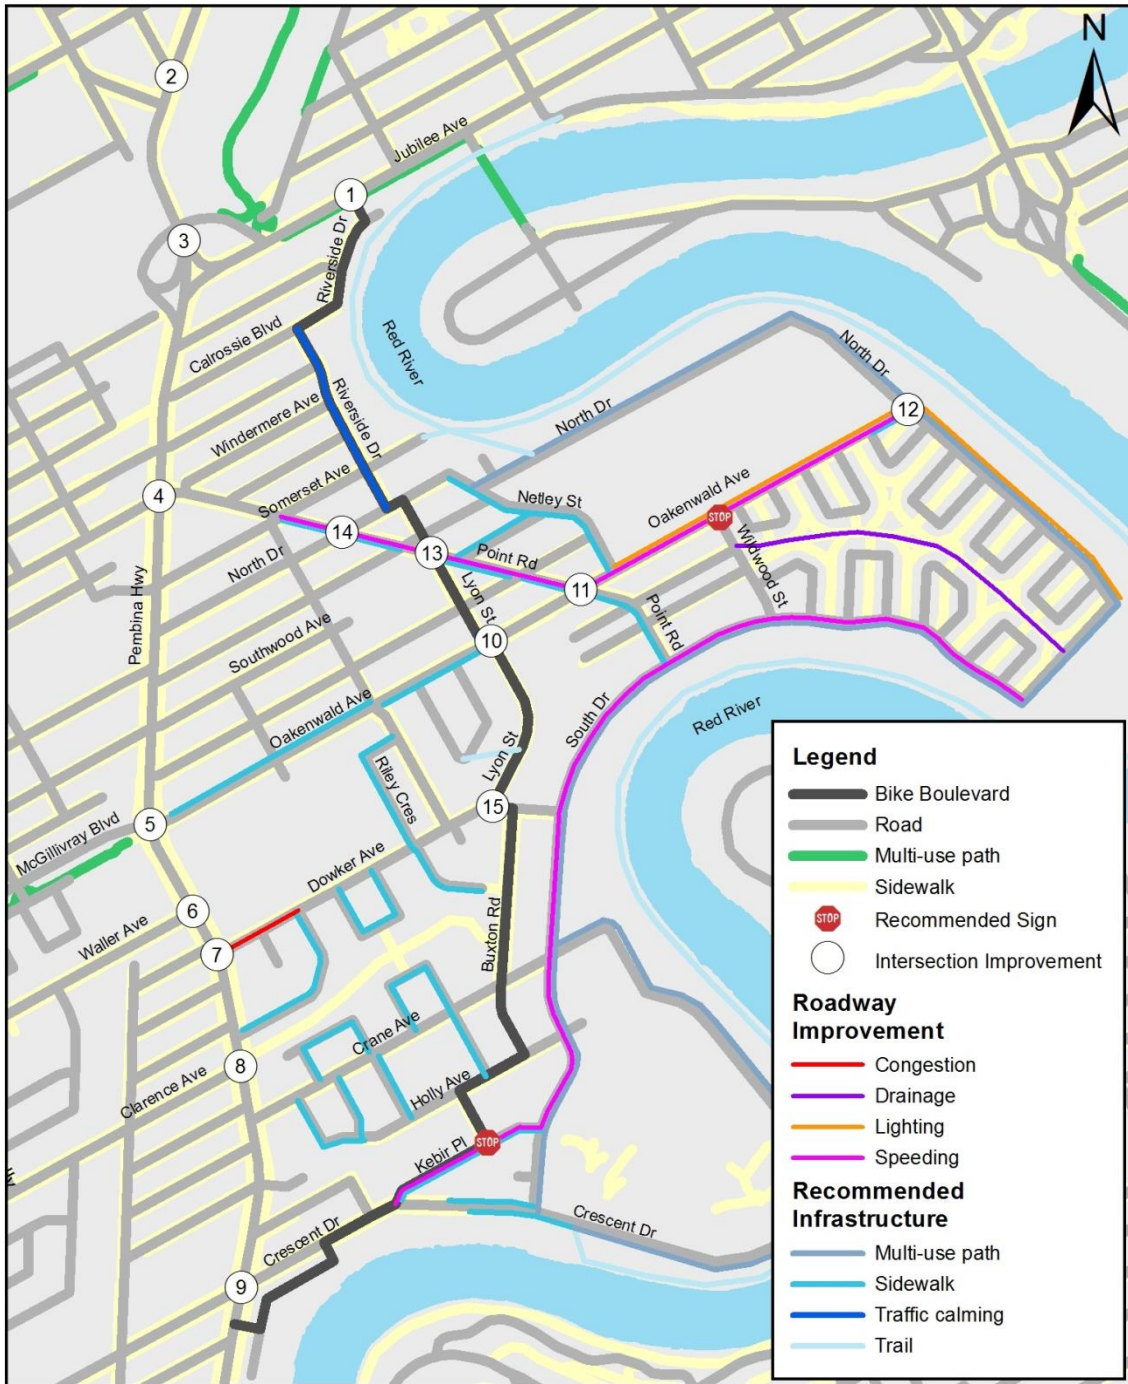 N
2
Jubilee Ave
1
3
Riverside Dr
Calrossie Blvd
Red River
North Dr
12
Riverside Dr
Windermere Ave
North Dr
4
Somerset Ave
Netley St
Oakenwald Ave
STOP
14
13
Point Rd
Wildwood St
North Dr
Lyon St
11
Pembina Hwy
Southwood Ave
10
Point Rd
Oakenwald Ave
South Dr
Red River
Lyon St
Riley Cres
15
McGillivray Blvd
5
Dowker Ave
Waller Ave
6
7
Buxton Rd
Crane Ave
8
Clarence Ave
Holly Ave
Kebir Pl
STOP
Crescent Dr
Crescent Dr
9
Legend
Bike Boulevard
Road
Multi-use path
Sidewalk
STOP Recommended Sign
Intersection Improvement
Roadway
Improvement
Congestion
Drainage
Lighting
Speeding
Recommended
Infrastructure
Multi-use path
Sidewalk
Traffic calming
Trail